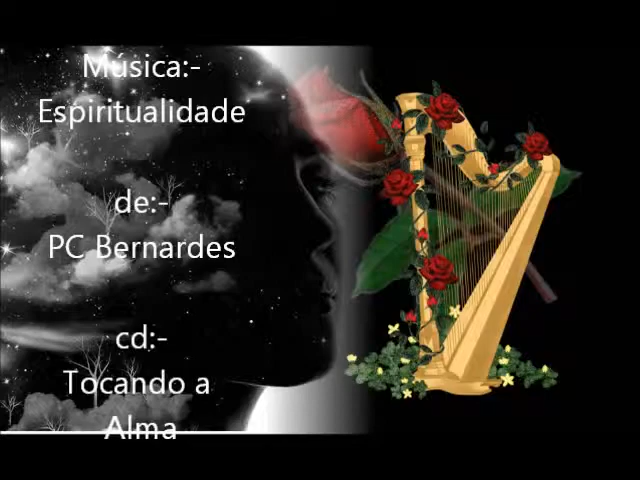 Música:-
Espiritualidade
de:-
PC Bernardes
cd:-
Tocando a
Alma